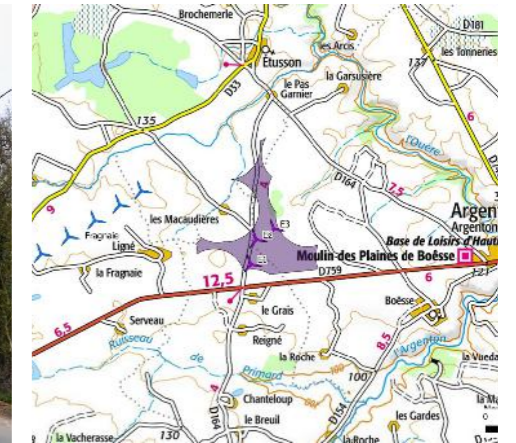 Brochemerle
D181
les Arcis
les Tonneries
Étusson
137
le Pas
Garnier
la Garsusière
D33
135
6
l'Ouère
4
D164
7,5
9
les Macaudières
E3
E2
Argen
Argenton
Fragnaie
Ligné
Base de Loisirs d'Haut
Moulin des Plaines de Boësse
la Fragnaie
12,5
D759
6
121
le Grais
Boësse
6,5
Serveau
Reigné
8,5
l'Argenton
Ruisseau de Primard
la Roche
100
la Vueda
4
D164
Chanteloup
D154
100
la Ma
le Breuil
les Gardes
la Vacherasse
130
la Roche